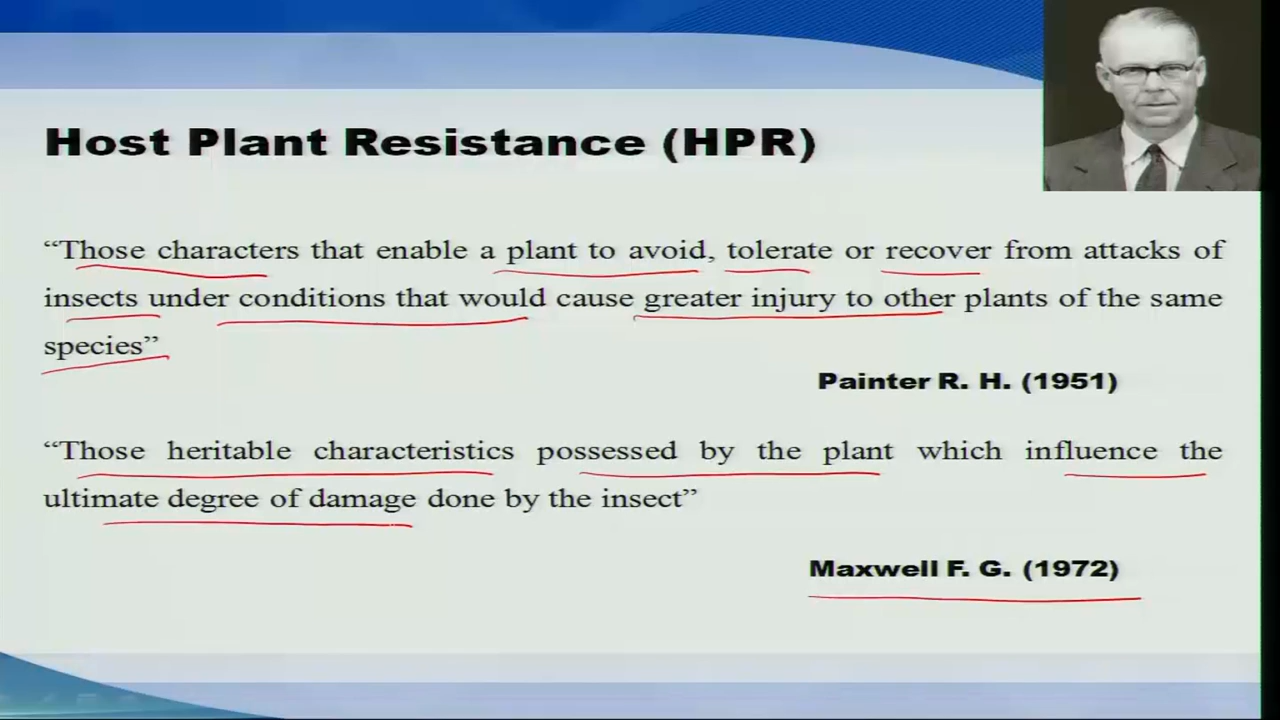 Host Plant Resistance (HPR)
“Those characters that enable a plant to avoid, tolerate or recover from attacks of
insects under conditions that would cause greater injury to other plants of the same
species”
Painter R. H. (1951)
“Those heritable characteristics possessed by the plant which influence the
ultimate degree of damage done by the insect”
Maxwell F. G. (1972)